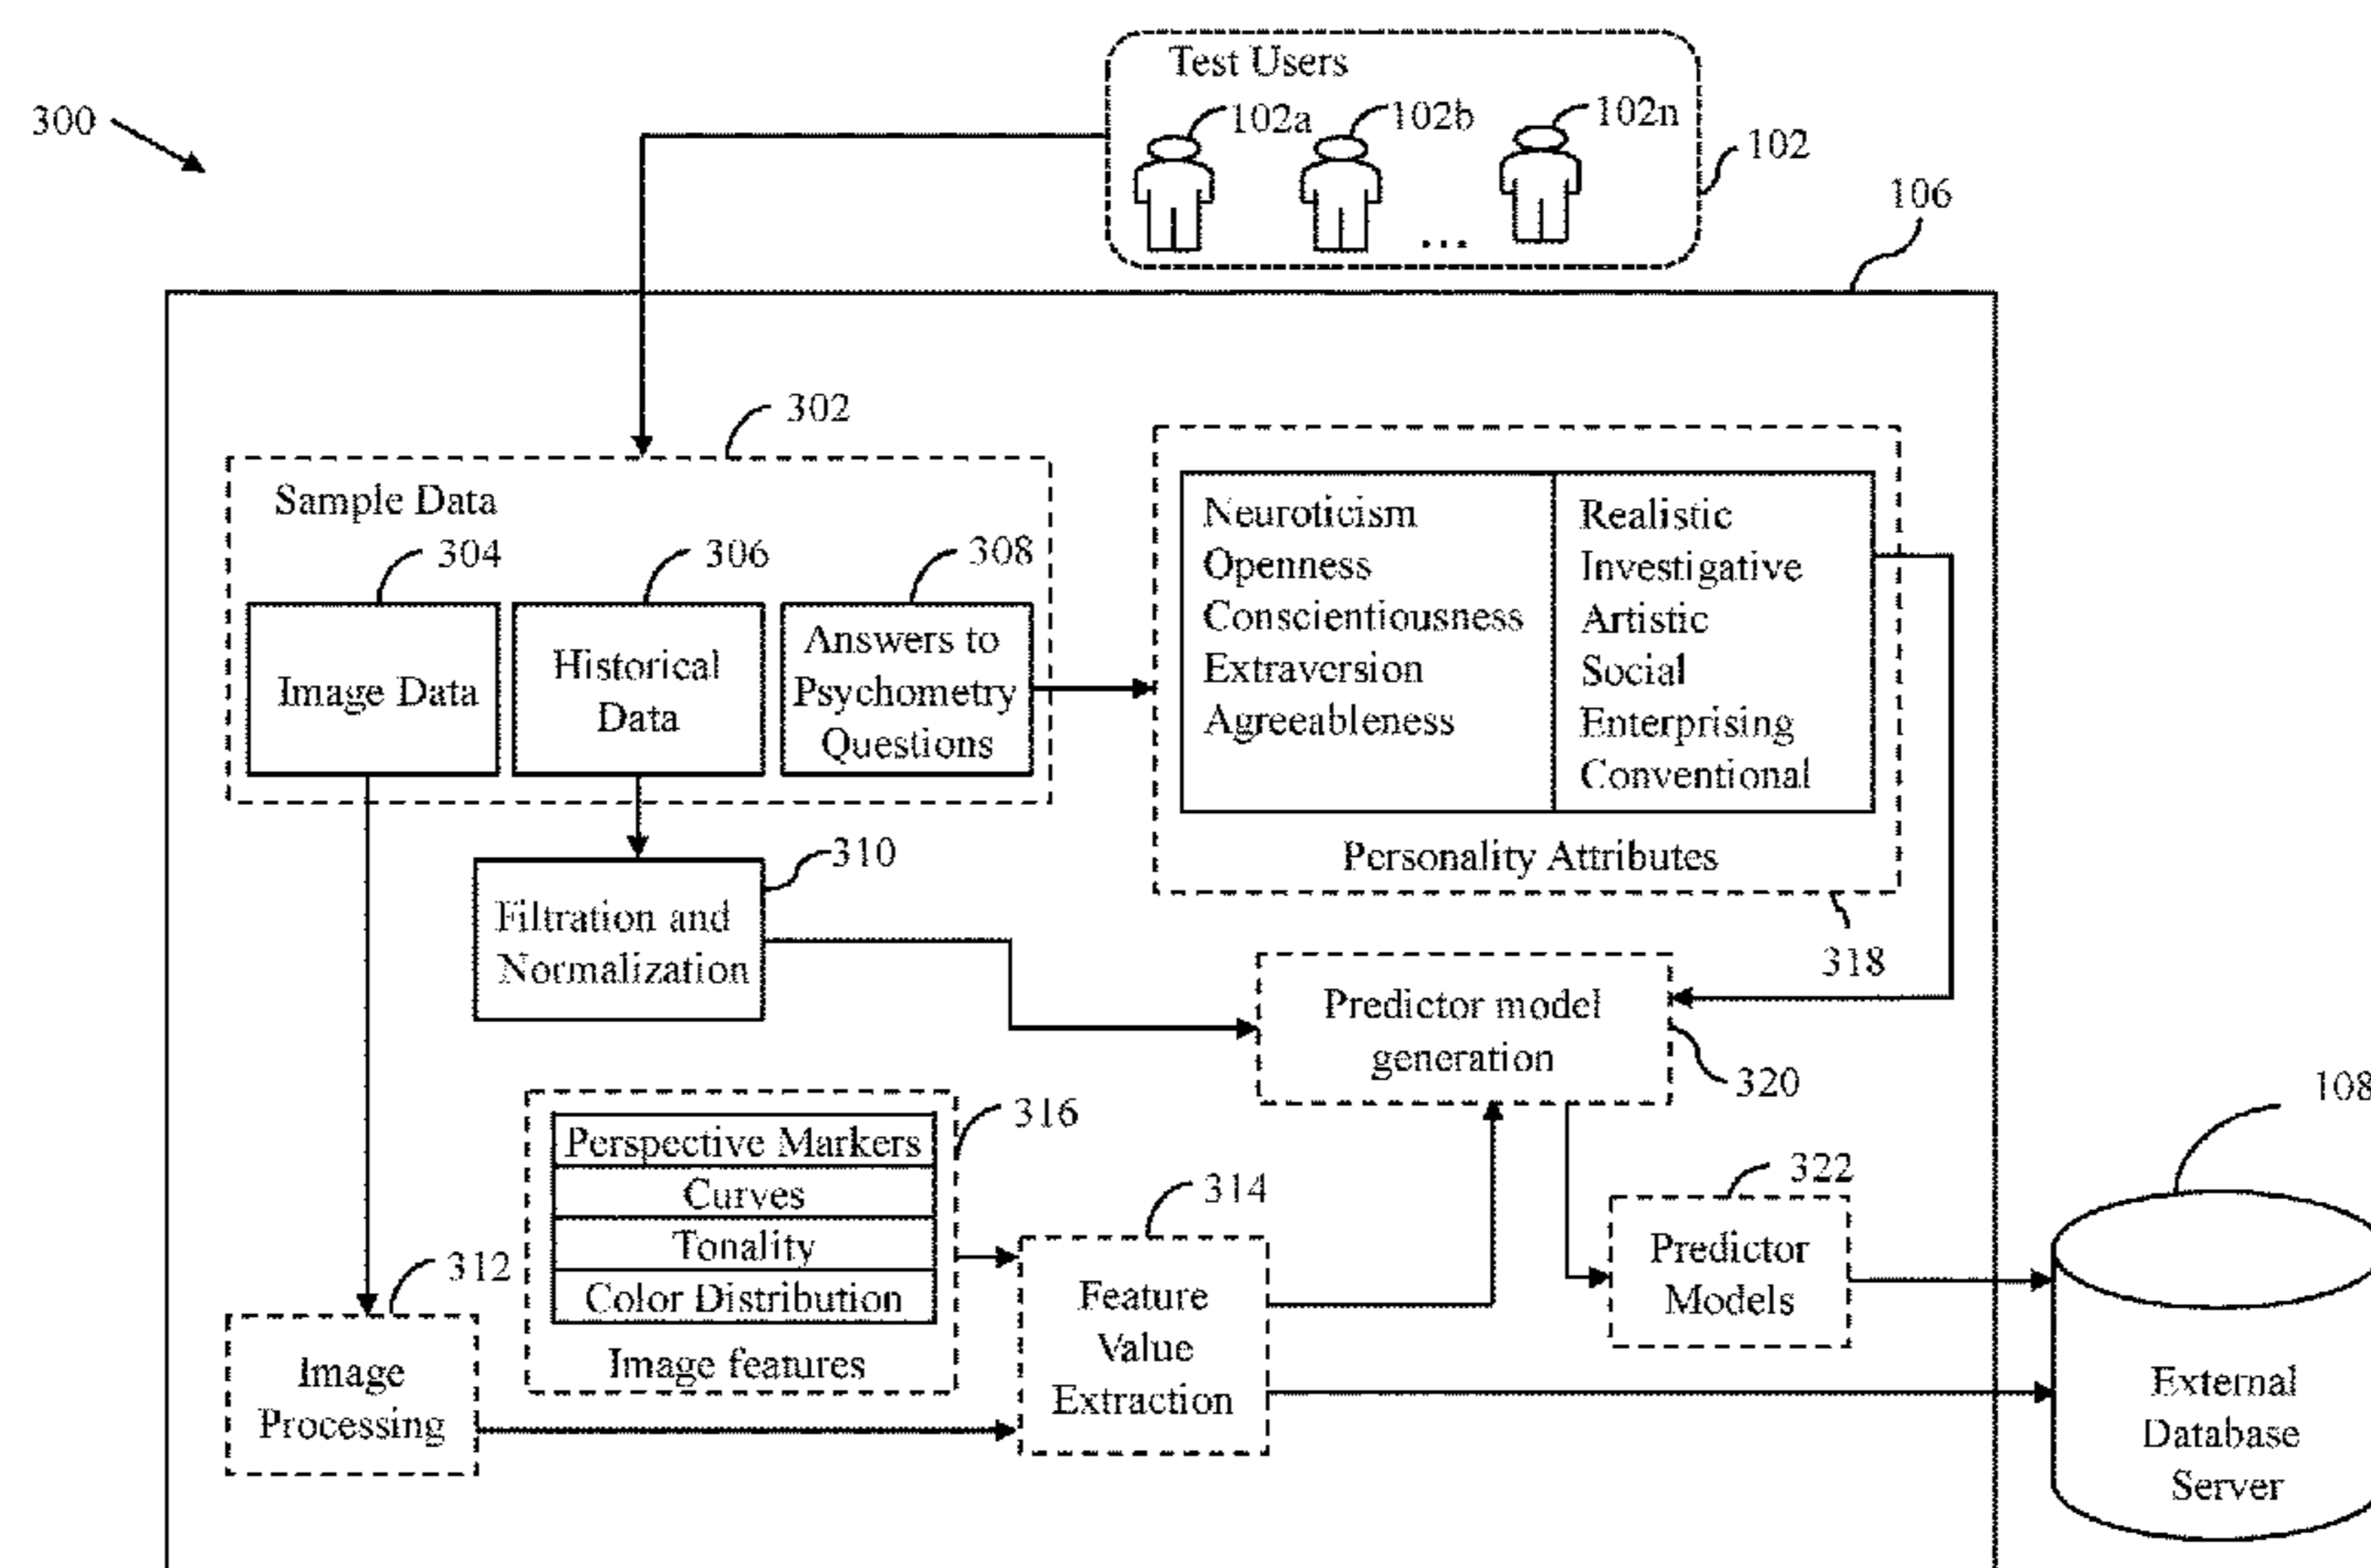 300
Test Users
102a
102b
102n
102
...
106
302
Sample Data
304
306
308
Image Data
Historical
Data
Answers to
Psychometry
Questions
Neuroticism
Openness
Conscientiousness
Extraversion
Agreeableness
Realistic
Investigative
Artistic
Social
Enterprising
Conventional
Personality Attributes
318
310
Filtration and
Normalization
Predictor model
generation
320
316
Perspective Markers
Curves
Tonality
Color Distribution
Image features
312
Image
Processing
314
Feature
Value
Extraction
322
Predictor
Models
108
External
Database
Server